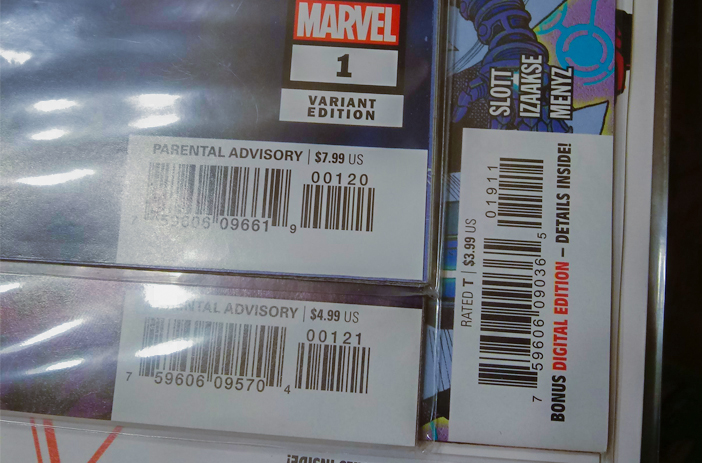 MARVEL
1
VARIANT
EDITION
PARENTAL ADVISORY | $7.99 US
00120
7 59606 09661 9
PARENTAL ADVISORY | $4.99 US
00121
7 59606 09570 4
SLOTT
IZAAKSE
MENYZ
RATED T | $3.99 US
01911
7 59606 09036 5
BONUS DIGITAL EDITION – DETAILS INSIDE!
INSIDE!